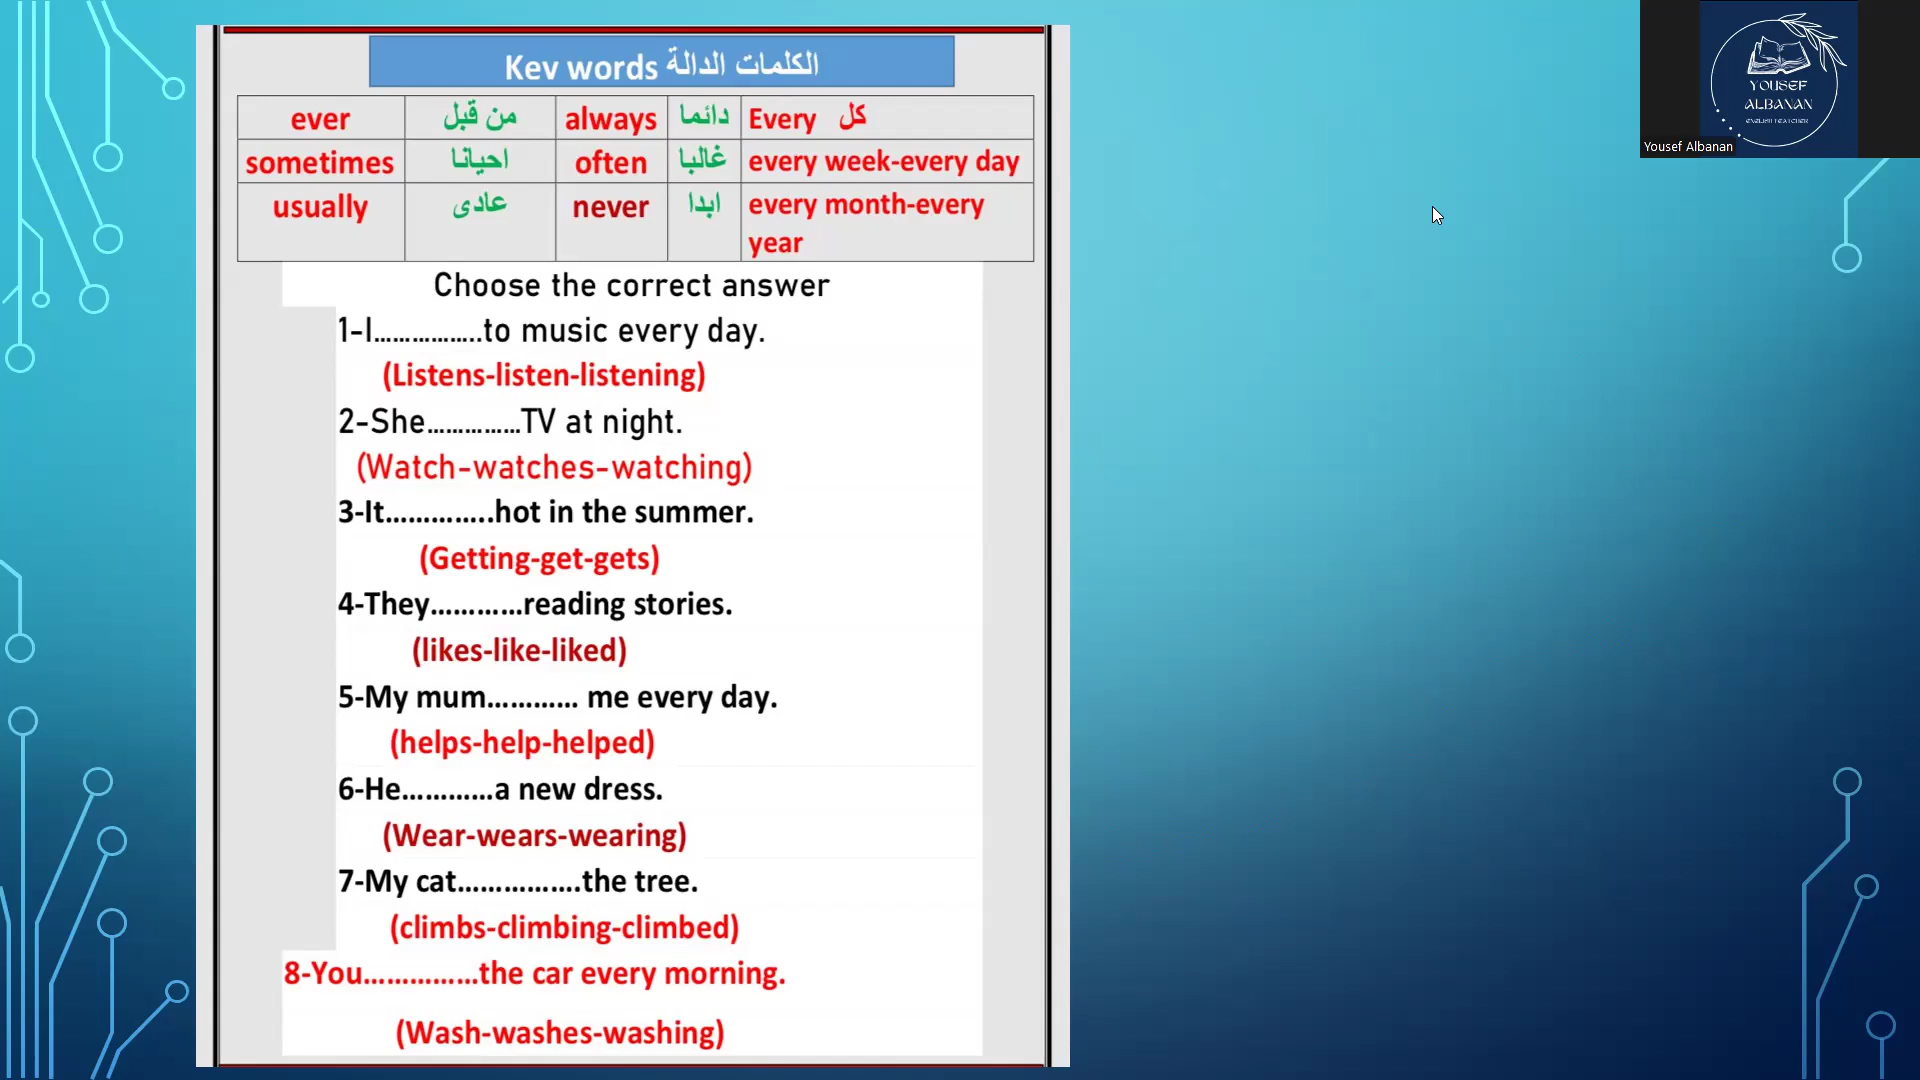 Kev words الكلمات الدالة
ever من قبل always دائما Every كل
sometimes احيانا often غالبا every week-every day
usually عادى never ابدا every month-every
year
Choose the correct answer
1-I……………..to music every day.
(Listens-listen-listening)
2-She……………TV at night.
(Watch-watches-watching)
3-It…………..hot in the summer.
(Getting-get-gets)
4-They…………reading stories.
(likes-like-liked)
5-My mum………… me every day.
(helps-help-helped)
6-He…………a new dress.
(Wear-wears-wearing)
7-My cat…………….the tree.
(climbs-climbing-climbed)
8-You……………the car every morning.
(Wash-washes-washing)
YOUSEF
ALBANAN
ENGLISH TEATCHER
Yousef Albanan